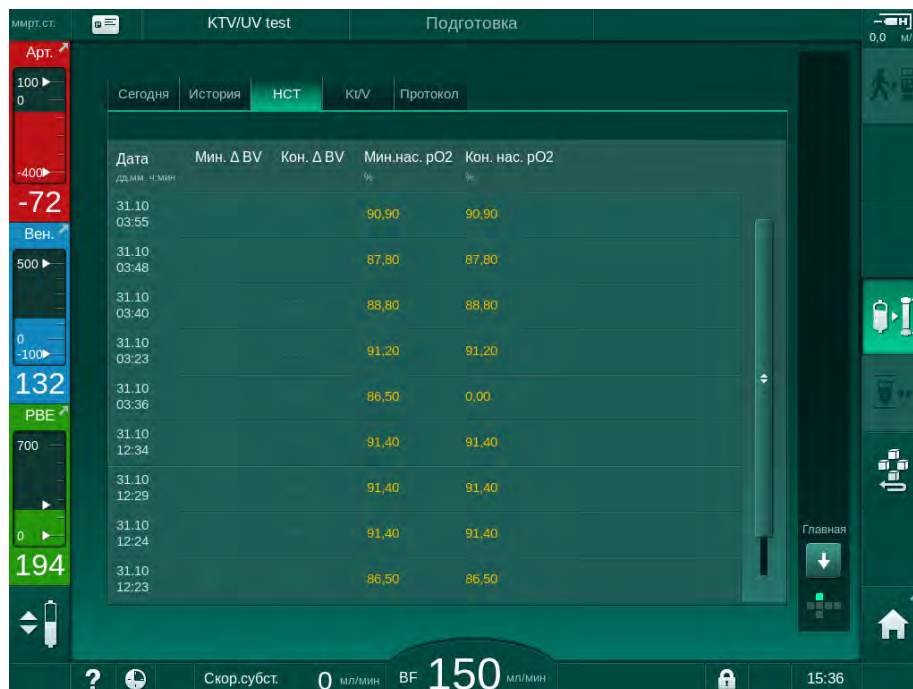 ммрт.ст.
KTV/UV test
Подготовка
0,0 м/
Арт.
100
0
-400
-72
Вен.
500
0
-100
132
PBE
700
0
194
Сегодня История НСТ Kt/V Протокол
Дата Мин. Δ BV Кон. Δ BV Мин.нас. pO2 Кон. нас. pO2
дд.мм. ч:мин % %
31.10
03:55 90,90 90,90
31.10
03:48 87,80 87,80
31.10
03:40 88,80 88,80
31.10
03:23 91,20 91,20
31.10
03:36 86,50 0,00
31.10
12:34 91,40 91,40
31.10
12:29 91,40 91,40
31.10
12:24 91,40 91,40
31.10
12:23 86,50 86,50
Главная
? Скор.субст. 0 мл/мин BF 150 мл/мин 15:36